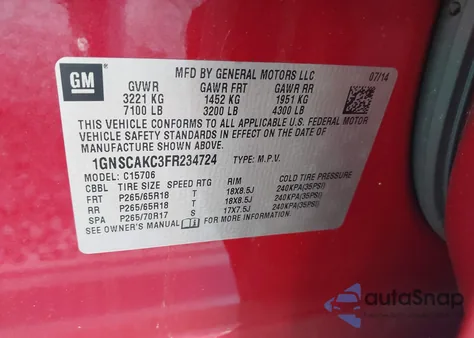 GM
MFD BY GENERAL MOTORS LLC 07/14
GVWR GAWR FRT GAWR RR
3221 KG 1452 KG 1951 KG
7100 LB 3200 LB 4300 LB
THIS VEHICLE CONFORMS TO ALL APPLICABLE U.S. FEDERAL MOTOR
VEHICLE SAFETY STANDARDS IN EFFECT ON THE DATE OF
MANUFACTURE SHOWN ABOVE.
1GNSCAKC3FR234724 TYPE: M.P.V.
MODEL: C15706
CBBL TIRE SIZE SPEED RTG RIM COLD TIRE PRESSURE
FRT P265/65R18 T 18X8.5J 240KPA(35PSI)
RR P265/65R18 T 18X8.5J 240KPA(35PSI)
SPA P265/70R17 S 17X7.5J 240KPA(35PSI)
SEE OWNER'S MANUAL FOR MORE INFORMATION.
autaSnap